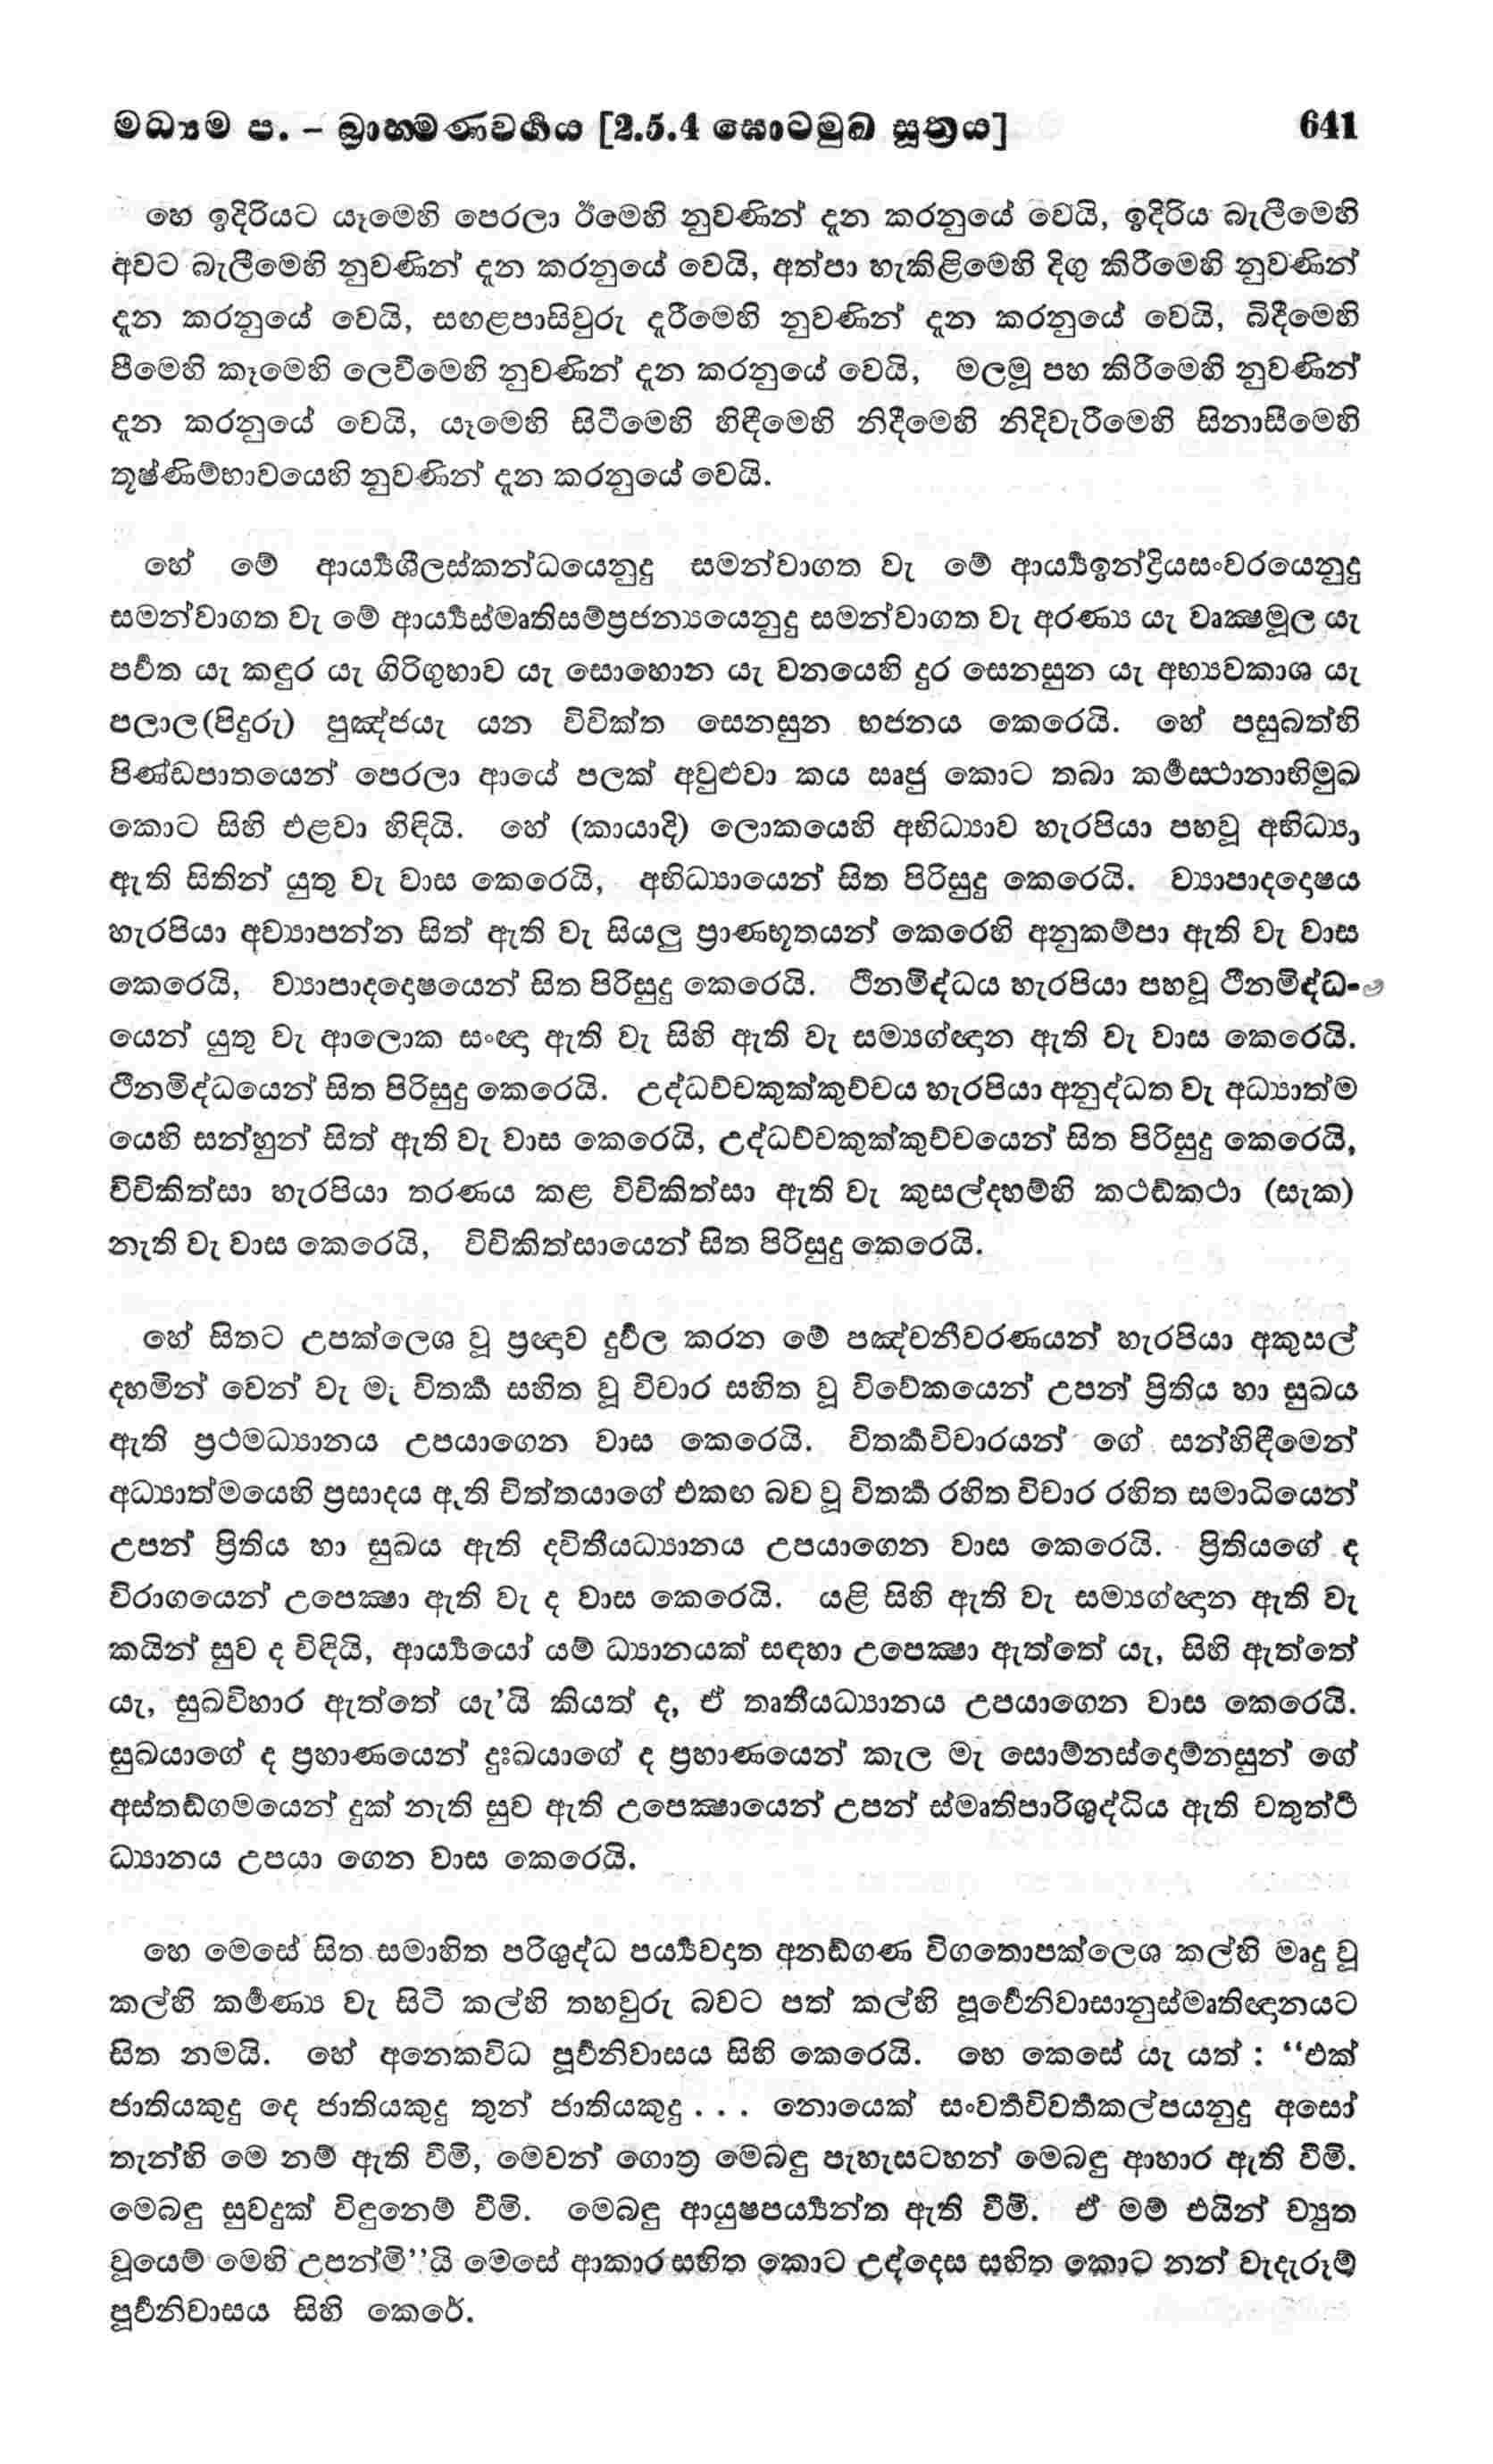 මධ්‍යම ප. – බ්‍රාහ්මණවර්‍ගය [2.5.4 ඝොටමුඛ සූත්‍රය] 641
හෙ ඉදිරියට යෑමෙහි පෙරලා ඊමෙහි නුවණින් දැන කරනුයේ වෙයි, ඉදිරිය බැලීමෙහි
අවට බැලීමෙහි නුවණින් දැන කරනුයේ වෙයි, අත්පා හැකිළිමෙහි දිගු කිරීමෙහි නුවණින්
දැන කරනුයේ වෙයි, සඟළපාසිවුරු දැරීමෙහි නුවණින් දැන කරනුයේ වෙයි, බිදීමෙහි
පීමෙහි කෑමෙහි ලෙවීමෙහි නුවණින් දැන කරනුයේ වෙයි, මලමූ පහ කිරීමෙහි නුවණින්
දැන කරනුයේ වෙයි, යෑමෙහි සිටීමෙහි හිඳීමෙහි නිදීමෙහි නිදිවැරීමෙහි සිනාසීමෙහි
තූෂ්ණිම්භාවයෙහි නුවණින් දැන කරනුයේ වෙයි.
හේ මේ ආර්‍ය්‍යශීලස්කන්ධයෙනුදු සමන්වාගත වැ මේ ආර්‍ය්‍යඉන්ද්‍රියසංවරයෙනුදු
සමන්වාගත වැ මේ ආර්‍ය්‍යස්මෘතිසම්ප්‍රජන්‍යයෙනුදු සමන්වාගත වැ අරණ්‍ය යැ වෘක්‍ෂමූල යැ
පර්‍වත යැ කඳුර යැ ගිරිගුහාව යැ සොහොන යැ වනයෙහි දුර සෙනසුන යැ අභ්‍යවකාශ යැ
පලාල(පිදුරු) පුඤ්ජයැ යන විවික්ත සෙනසුන භජනය කෙරෙයි. හේ පසුබත්හි
පිණ්ඩපාතයෙන් පෙරලා ආයේ පලක් අවුළුවා කය සෘජු කොට තබා කර්‍මස්ථානාභිමුඛ
කොට සිහි එළවා හිඳියි. හේ (කායාදි) ලොකයෙහි අභිධ්‍යාව හැරපියා පහවූ අභිධ්‍යා
ඇති සිතින් යුතු වැ වාස කෙරෙයි, අභිධ්‍යායෙන් සිත පිරිසුදු කෙරෙයි. ව්‍යාපාදදොෂය
හැරපියා අව්‍යාපන්න සිත් ඇති වැ සියලු ප්‍රාණභූතයන් කෙරෙහි අනුකම්පා ඇති වැ වාස
කෙරෙයි, ව්‍යාපාදදොෂයෙන් සිත පිරිසුදු කෙරෙයි. ථීනමිද්ධය හැරපියා පහවූ ථීනමිද්ධ-
යෙන් යුතු වැ ආලොක සංඥා ඇති වැ සිහි ඇති වැ සම්‍යග්ඥාන ඇති වැ වාස කෙරෙයි.
ථීනමිද්ධයෙන් සිත පිරිසුදු කෙරෙයි. උද්ධච්චකුක්කුච්චය හැරපියා අනුද්ධත වැ අධ්‍යාත්ම
යෙහි සන්හුන් සිත් ඇති වැ වාස කෙරෙයි, උද්ධච්චකුක්කුච්චයෙන් සිත පිරිසුදු කෙරෙයි,
විචිකිත්සා හැරපියා තරණය කළ විචිකිත්සා ඇති වැ කුසල්දහම්හි කථඞ්කථා (සැක)
නැති වැ වාස කෙරෙයි, විචිකිත්සායෙන් සිත පිරිසුදු කෙරෙයි.
හේ සිතට උපක්ලෙශ වූ ප්‍රඥාව දුර්‍වල කරන මේ පඤ්චනීවරණයන් හැරපියා අකුසල්
දහමින් වෙන් වැ මැ විතර්‍ක සහිත වූ විචාර සහිත වූ විවේකයෙන් උපන් ප්‍රීතිය හා සුඛය
ඇති ප්‍රථමධ්‍යානය උපයාගෙන වාස කෙරෙයි. විතර්‍කවිචාරයන් ගේ සන්හිඳීමෙන්
අධ්‍යාත්මයෙහි ප්‍රසාදය ඇති චිත්තයාගේ එකඟ බව වූ විතර්‍ක රහිත විචාර රහිත සමාධියෙන්
උපන් ප්‍රීතිය හා සුඛය ඇති ද්විතීයධ්‍යානය උපයාගෙන වාස කෙරෙයි. ප්‍රීතියගේ ද
විරාගයෙන් උපෙක්‍ෂා ඇති වැ ද වාස කෙරෙයි. යළි සිහි ඇති වැ සම්‍යග්ඥාන ඇති වැ
කයින් සුව ද විඳියි, ආර්‍ය්‍යයෝ යම් ධ්‍යානයක් සඳහා උපෙක්‍ෂා ඇත්තේ යැ, සිහි ඇත්තේ
යැ, සුඛවිහාර ඇත්තේ යැ’යි කියත් ද, ඒ තෘතීයධ්‍යානය උපයාගෙන වාස කෙරෙයි.
සුඛයාගේ ද ප්‍රහාණයෙන් දුඃඛයාගේ ද ප්‍රහාණයෙන් කැල මැ සොම්නස්දොම්නසුන් ගේ
අස්තඞ්ගමයෙන් දුක් නැති සුව ඇති උපෙක්‍ෂායෙන් උපන් ස්මෘතිපාරිශුද්ධිය ඇති චතුත්ර්‍ථ
ධ්‍යානය උපයා ගෙන වාස කෙරෙයි.
හෙ මෙසේ සිත සමාහිත පරිශුද්ධ පර්‍ය්‍යවදාත අනඞ්ගණ විගතොපක්ලෙශ කල්හි මෘදු වූ
කල්හි කර්‍මණ්‍ය වැ සිටි කල්හි තහවුරු බවට පත් කල්හි පූර්‍වෙනිවාසානුස්මෘතිඥානයට
සිත නමයි. හේ අනෙකවිධ පූර්‍වනිවාසය සිහි කෙරෙයි. හෙ කෙසේ යැ යත් : “එක්
ජාතියකුදු දෙ ජාතියකුදු තුන් ජාතියකුදු . . . නොයෙක් සංවර්‍තවිවර්‍තකල්පයනුදු අසෝ
තැන්හි මෙ නම් ඇති වීමි, මෙවන් ගොත්‍ර මෙබඳු පැහැසටහන් මෙබඳු ආහාර ඇති වීමි.
මෙබඳු සුවදුක් විඳුනෙම් වීමි. මෙබඳු ආයුෂපර්‍ය්‍යන්ත ඇති වීමි. ඒ මම් එයින් ච්‍යුත
වූයෙම් මෙහි උපන්මි”යි මෙසේ ආකාර සහිත කොට උද්දෙස සහිත කොට නන් වැදෑරුම්
පූර්‍වනිවාසය සිහි කෙරේ.